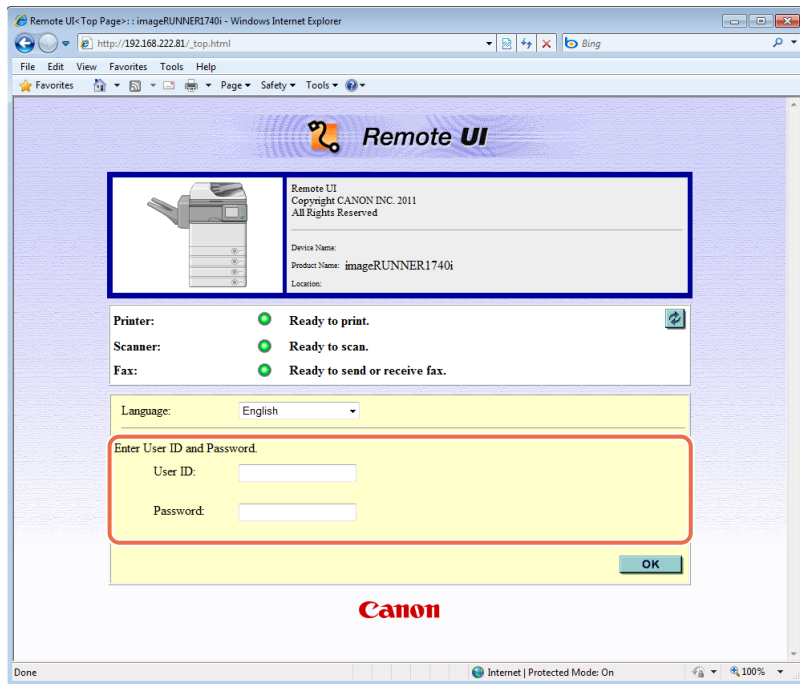 Remote UI<Top Page>: : imageRUNNER1740i - Windows Internet Explorer
http://192.168.222.81/_top.html
Bing
File Edit View Favorites Tools Help
Favorites Page Safety Tools
Remote UI
Remote UI
Copyright CANON INC. 2011
All Rights Reserved
Device Name:
Product Name: imageRUNNER1740i
Location:
Printer: Ready to print.
Scanner: Ready to scan.
Fax: Ready to send or receive fax.
Language: English
Enter User ID and Password.
User ID:
Password:
OK
Canon
Done Internet | Protected Mode: On 100%